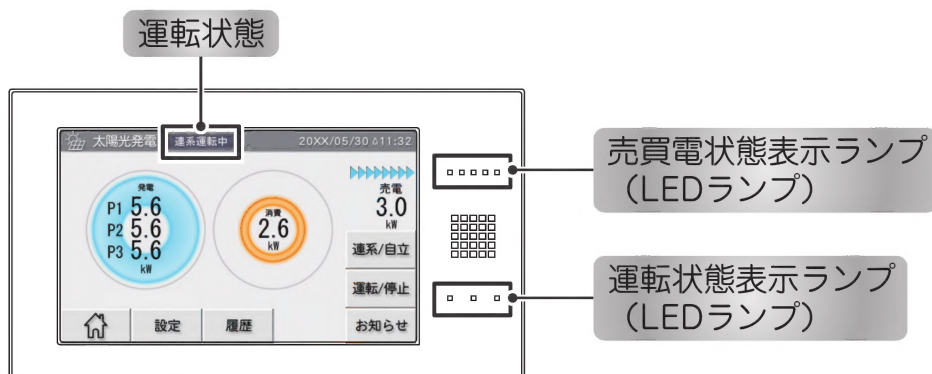 運転状態
太陽光発電 連系運転中 20XX/05/30 11:32
発電
P1 5.6
P2 5.6
P3 5.6
kW
消費
2.6
kW
売電
3.0
kW
連系/自立
運転/停止
設定 履歴 お知らせ
売買電状態表示ランプ
(LEDランプ)
運転状態表示ランプ
(LEDランプ)